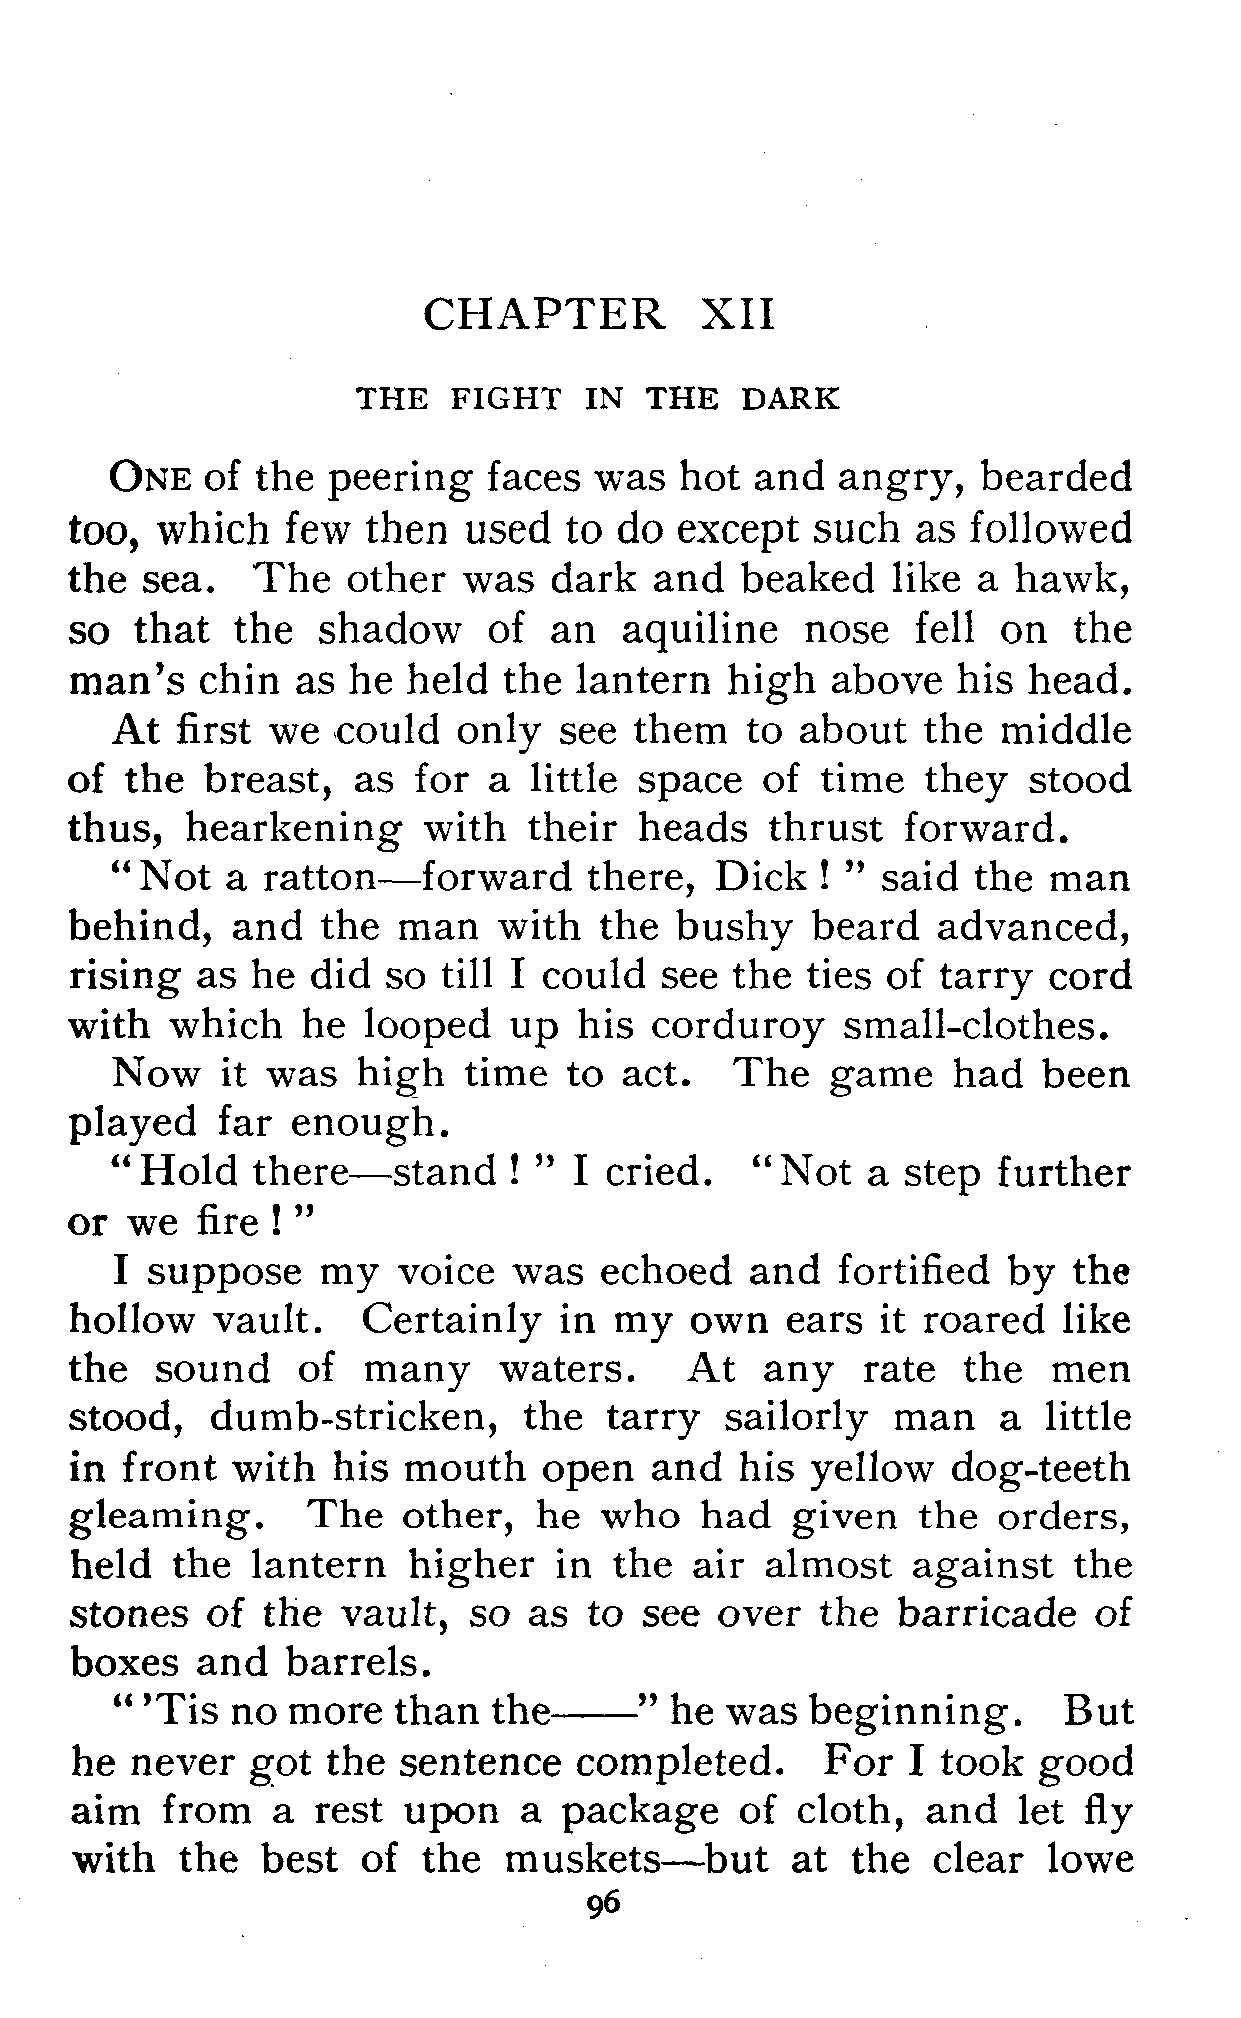 CHAPTER XII
THE FIGHT IN THE DARK
ONE of the peering faces was hot and angry, bearded
too, which few then used to do except such as followed
the sea. The other was dark and beaked like a hawk,
so that the shadow of an aquiline nose fell on the
man's chin as he held the lantern high above his head.
At first we could only see them to about the middle
of the breast, as for a little space of time they stood
thus, hearkening with their heads thrust forward.
“Not a ratton—forward there, Dick!” said the man
behind, and the man with the bushy beard advanced,
rising as he did so till I could see the ties of tarry cord
with which he looped up his corduroy small-clothes.
Now it was high time to act. The game had been
played far enough.
“Hold there—stand!” I cried. “Not a step further
or we fire!”
I suppose my voice was echoed and fortified by the
hollow vault. Certainly in my own ears it roared like
the sound of many waters. At any rate the men
stood, dumb-stricken, the tarry sailorly man a little
in front with his mouth open and his yellow dog-teeth
gleaming. The other, he who had given the orders,
held the lantern higher in the air almost against the
stones of the vault, so as to see over the barricade of
boxes and barrels.
“'Tis no more than the——” he was beginning. But
he never got the sentence completed. For I took good
aim from a rest upon a package of cloth, and let fly
with the best of the muskets—but at the clear lowe
96